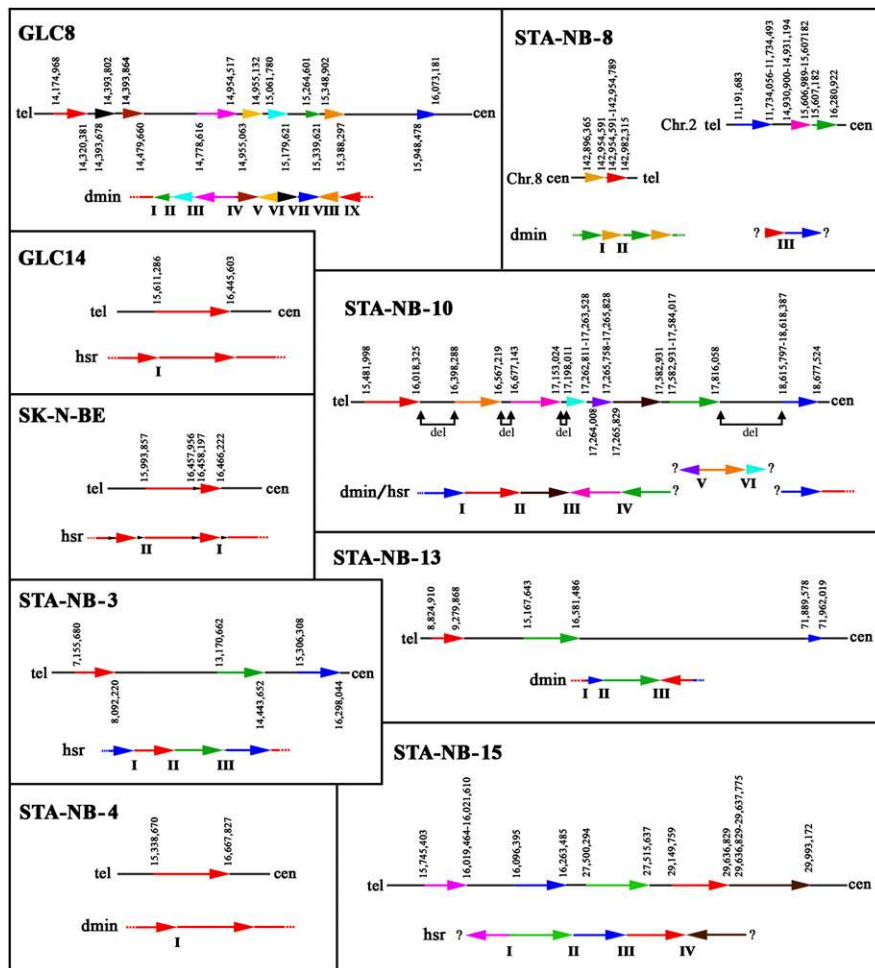 GLC8
14,174,968
14,393,802
14,393,864
14,954,517
14,955,132
15,061,780
15,264,601
15,348,902
16,073,181
tel
cen
14,320,381
14,393,678
14,479,660
14,778,616
14,955,063
15,179,621
15,339,621
15,388,297
15,948,478
dmin
I II III IV V VI VII VIII IX
STA-NB-8
11,191,683
11,734,056-11,734,493
14,930,900-14,931,194
15,606,989-15,607182
15,607,182
16,280,922
Chr.2 tel
cen
142,896,365
142,954,591
142,954,591-142,954,789
142,982,315
Chr.8 cen
tel
dmin
I II
? III ?
GLC14
15,611,286
16,445,603
tel
cen
hsr
I
STA-NB-10
15,481,998
16,018,325
16,398,288
16,567,219
16,677,143
17,153,024
17,198,011
17,262,811-17,263,528
17,265,758-17,265,828
17,582,931
17,582,931-17,584,017
17,816,058
18,615,797-18,618,387
18,677,524
tel
cen
del
del
del
17,264,008
17,265,829
del
dmin/hsr
I II III IV
? ? V VI ? ?
SK-N-BE
15,993,857
16,457,956
16,458,197
16,466,222
tel
cen
hsr
II I
STA-NB-13
8,824,910
9,279,868
15,167,643
16,581,486
71,889,578
71,962,019
tel
cen
dmin
I II III
STA-NB-3
7,155,680
13,170,662
15,306,308
tel
cen
8,092,220
14,443,652
16,298,044
hsr
I II III
STA-NB-15
15,745,403
16,019,464-16,021,610
16,096,395
16,263,485
27,500,294
27,515,637
29,149,759
29,636,829
29,636,829-29,637,775
29,993,172
tel
cen
hsr ? ?
I II III IV
STA-NB-4
15,338,670
16,667,827
tel
cen
dmin
I